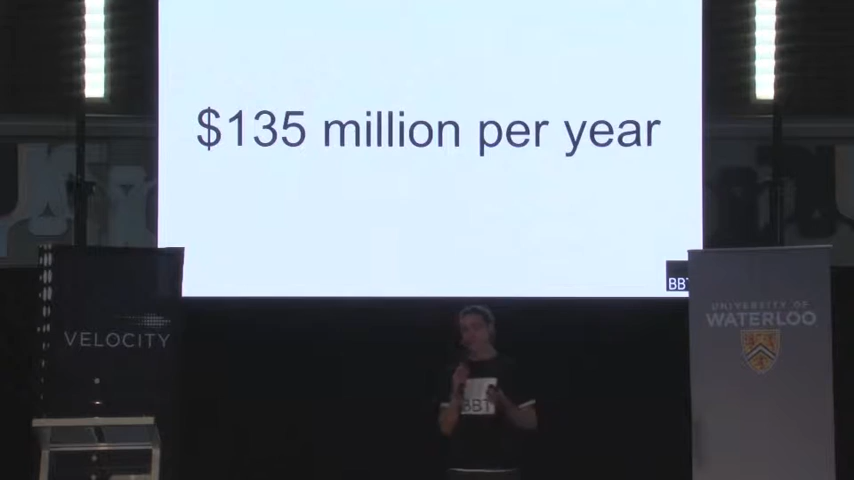 $135 million per year
BBT
VELOCITY
UNIVERSITY OF
WATERLOO
BBT